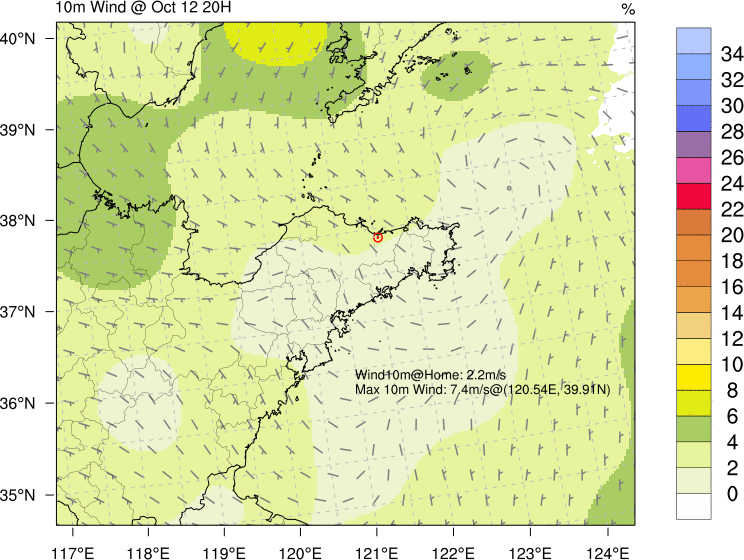 10m Wind @ Oct 12 20H
%
40°N
39°N
38°N
37°N
36°N
35°N
Wind10m@Home: 2.2m/s
Max 10m Wind: 7.4m/s@(120.54E, 39.91N)
117°E
118°E
119°E
120°E
121°E
122°E
123°E
124°E
34
32
30
28
26
24
22
20
18
16
14
12
10
8
6
4
2
0